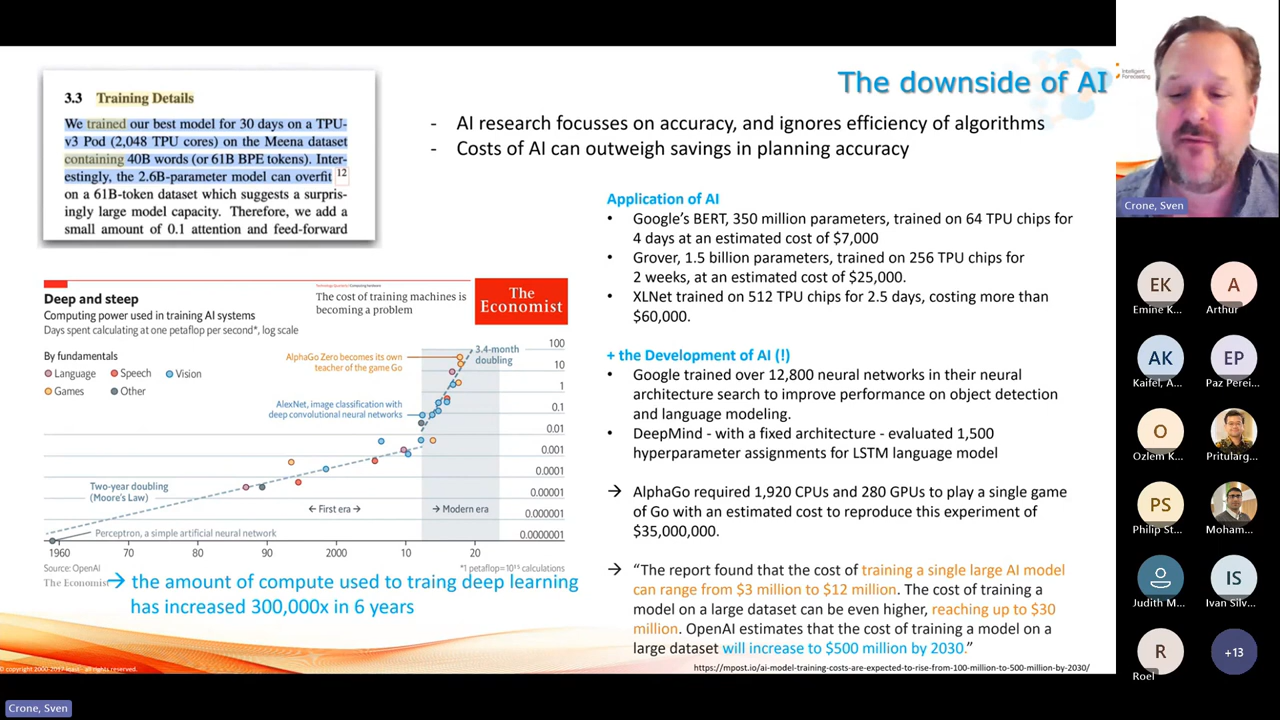 The downside of AI
Intelligent
Forecasting
3.3 Training Details
We trained our best model for 30 days on a TPU-
v3 Pod (2,048 TPU cores) on the Meena dataset
containing 40B words (or 61B BPE tokens). Inter-
estingly, the 2.6B-parameter model can overfit 12
on a 61B-token dataset which suggests a surpris-
ingly large model capacity. Therefore, we add a
small amount of 0.1 attention and feed-forward
- AI research focusses on accuracy, and ignores efficiency of algorithms
- Costs of AI can outweigh savings in planning accuracy
Deep and steep
Computing power used in training AI systems
Days spent calculating at one petaflop per second*, log scale
The cost of training machines is
becoming a problem
The
Economist
By fundamentals
Language
Speech
Vision
Games
Other
AlphaGo Zero becomes its own
teacher of the game Go
3.4-month
doubling
AlexNet, image classification with
deep convolutional neural networks
Two-year doubling
(Moore's Law)
← First era →
→ Modern era
Perceptron, a simple artificial neural network
100
10
1
0.1
0.01
0.001
0.0001
0.00001
0.000001
0.0000001
1960
70
80
90
2000
10
20
Source: OpenAI
*1 petaflop=10¹⁵ calculations
The Economist
→ the amount of compute used to traing deep learning
has increased 300,000x in 6 years
Application of AI
• Google's BERT, 350 million parameters, trained on 64 TPU chips for
4 days at an estimated cost of $7,000
• Grover, 1.5 billion parameters, trained on 256 TPU chips for
2 weeks, at an estimated cost of $25,000.
• XLNet trained on 512 TPU chips for 2.5 days, costing more than
$60,000.
+ the Development of AI (!)
• Google trained over 12,800 neural networks in their neural
architecture search to improve performance on object detection
and language modeling.
• DeepMind - with a fixed architecture - evaluated 1,500
hyperparameter assignments for LSTM language model
→ AlphaGo required 1,920 CPUs and 280 GPUs to play a single game
of Go with an estimated cost to reproduce this experiment of
$35,000,000.
→ "The report found that the cost of training a single large AI model
can range from $3 million to $12 million. The cost of training a
model on a large dataset can be even higher, reaching up to $30
million. OpenAI estimates that the cost of training a model on a
large dataset will increase to $500 million by 2030."
https://mpost.io/ai-model-training-costs-are-expected-to-rise-from-100-million-to-500-million-by-2030/
all rights reserved.
Crone, Sven
EK
Emine K...
A
Arthur
AK
Kaifel, A...
EP
Paz Perei...
O
Ozlem K...
Pritularg...
PS
Philip St...
Moham...
Judith M...
IS
Ivan Silv...
R
Roel
+13
Crone, Sven